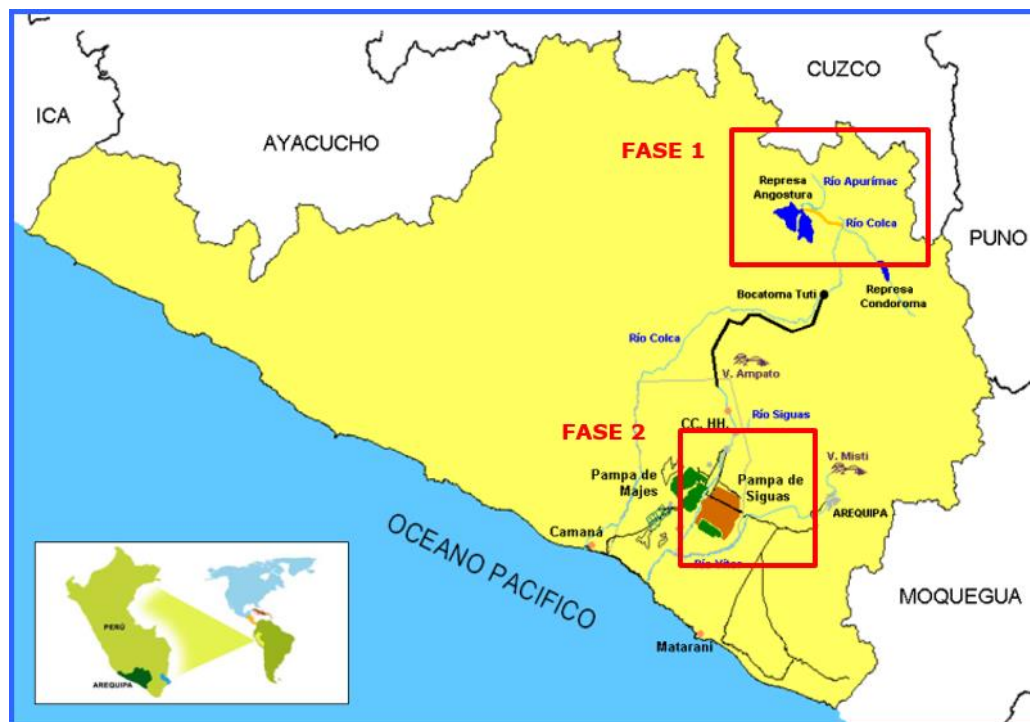 CUZCO
ICA
AYACUCHO
FASE 1
Represa
Angostura
Río Apurímac
Río Colca
PUNO
Bocatoma Tuti
Represa
Condoroma
Río Colca
V. Ampato
Río Siguas
CC. HH.
FASE 2
V. Misti
Pampa de
Majes
Pampa de
Siguas
AREQUIPA
Camaná
OCEANO PACIFICO
Río
MOQUEGUA
Matarani
PERÚ
AREQUIPA